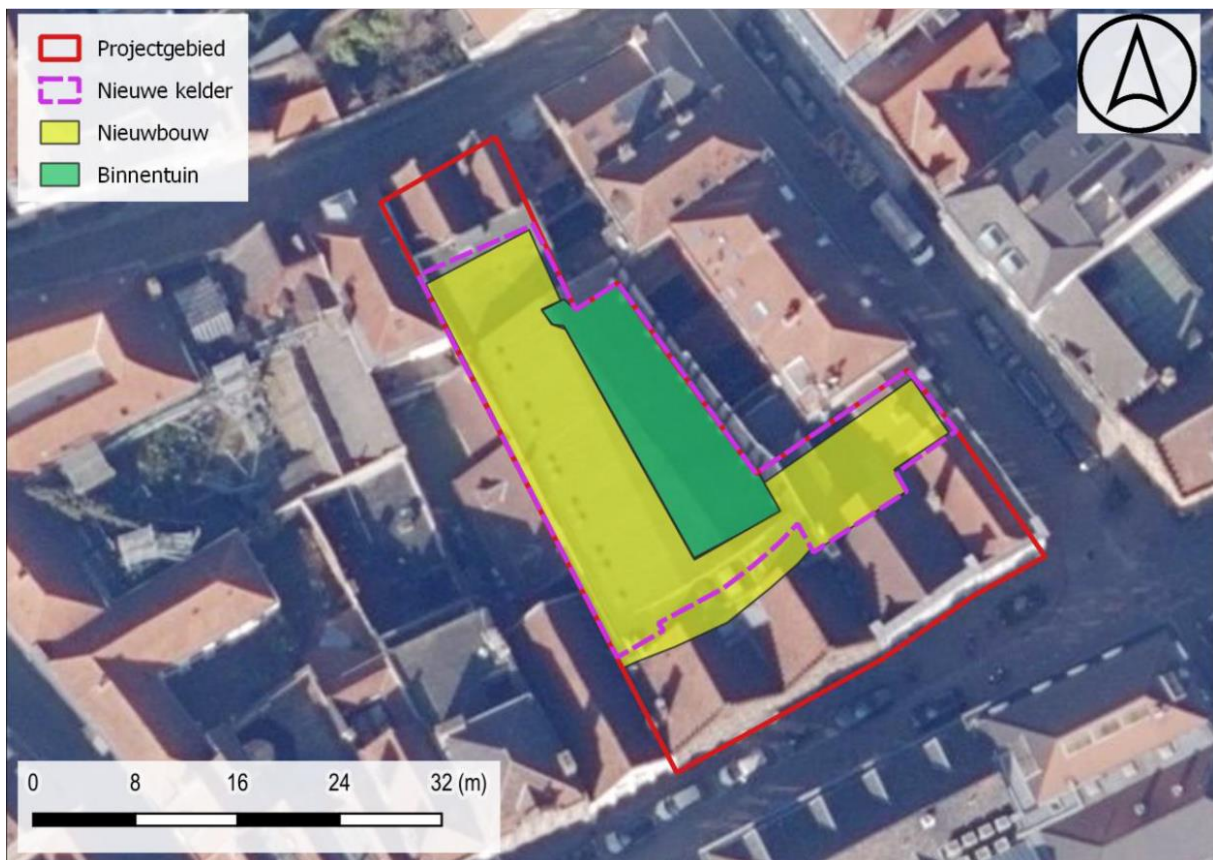 Projectgebied
Nieuwe kelder
Nieuwbouw
Binnentuin
0 8 16 24 32 (m)